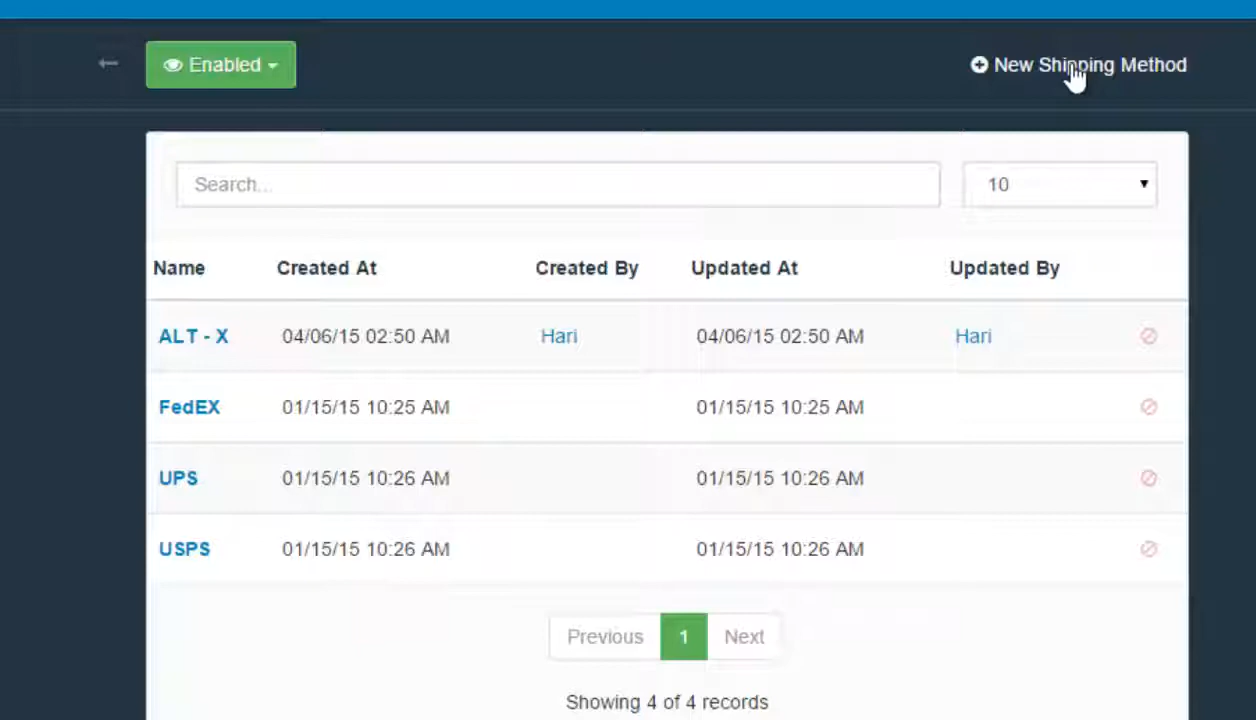 Enabled
New Shipping Method
Search...
10
Name Created At Created By Updated At Updated By
ALT - X 04/06/15 02:50 AM Hari 04/06/15 02:50 AM Hari
FedEX 01/15/15 10:25 AM 01/15/15 10:25 AM
UPS 01/15/15 10:26 AM 01/15/15 10:26 AM
USPS 01/15/15 10:26 AM 01/15/15 10:26 AM
Previous 1 Next
Showing 4 of 4 records